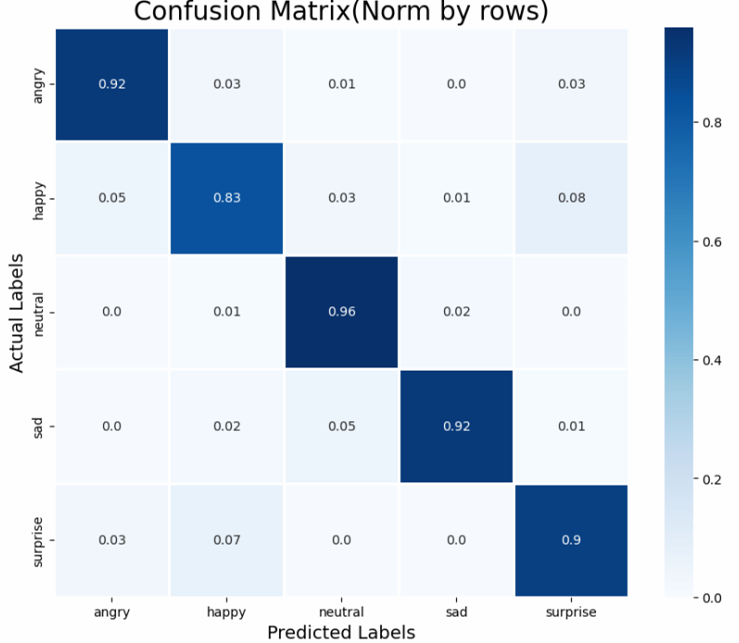 Confusion Matrix(Norm by rows)
angry 0.92 0.03 0.01 0.0 0.03
happy 0.05 0.83 0.03 0.01 0.08
neutral 0.0 0.01 0.96 0.02 0.0
sad 0.0 0.02 0.05 0.92 0.01
surprise 0.03 0.07 0.0 0.0 0.9
Actual Labels
angry happy neutral sad surprise
Predicted Labels
0.8
0.6
0.4
0.2
0.0